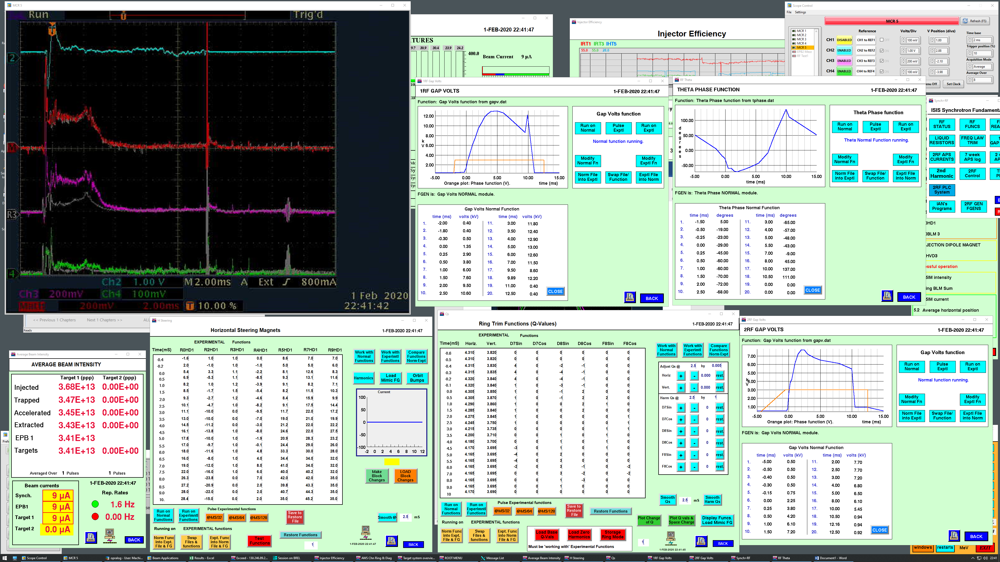 MCR 5
Run
Trig'd
2
M
R3
4
Ch2 1.00 V M 2.00ms A Ext 800mA
Ch3 200mV Ch4 100mV
200mV 2.00ms 10.00 %
1 Feb 2020
22:41:42
1-FEB-2020 22:41:47
TURES
30.9 30.4 23.9 24.2
400.0
Beam Current 9 µA
Injector Efficiency
Injector Efficiency
IRT1 IRT3 IHT5
55.0 55.0 28.0
Scope Control
File Settings
MCR 5
Refresh (F5)
MCR 1
MCR 2
MCR 3
MCR 4
MCR 5
EPB2 Mezz
RF Test1
Reference Volts/Div V Position (divs)
CH1 DISABLED CH1 to REF1 OFF 100 mV 1.00
CH2 ENABLED CH2 to REF2 ON 1.00 V 2.88
CH3 ENABLED CH3 to REF3 ON 200 mV -2.10
CH4 ENABLED CH4 to REF4 ON 100 mV -3.98
Time base
2 ms
Trigger position (%)
10
Acquisition Mode
Average
Average Over
8
enu Off
Set Clock
1RF Gap Volts
1RF GAP VOLTS 1-FEB-2020 22:41:47
Function: Gap Volts function from gapv.dat
12.00
10.00
8.00
6.00
4.00
2.00
k
V
-5.00 0.00 5.00 10.00 15.00
Orange plot: Phase function (V). time (ms)
Gap Volts function
Run on Normal
Pulse Exptl
Run on Exptl
Normal function running.
Modify Normal Fn
Modify Exptl Fn
Norm File into Exptl
Swap File/ Function
Exptl File into Norm
FGEN is: Gap Volts NORMAL module.
Gap Volts Normal Function
time (ms) volts (kV) time (ms) volts (kV)
1. -2.00 0.40 11. 3.00 11.80
2. -1.80 0.40 12. 3.50 12.40
3. -0.30 0.50 13. 4.00 12.90
4. 0.00 1.35 14. 5.00 13.00
5. 0.25 2.90 15. 6.00 12.60
6. 0.50 3.80 16. 7.00 11.50
7. 1.00 6.00 17. 9.50 8.60
8. 1.50 7.60 18. 9.89 12.20
9. 2.00 9.50 19. 11.00 0.40
10. 2.50 10.60 20. 12.50 0.40
CLOSE
BACK
RF Theta
THETA PHASE FUNCTION 1-FEB-2020 22:41:47
Function: Theta Phase function from tphase.dat
100.00
50.00
0.00
-50.00
degrees
-5.00 0.00 5.00 10.00 15.00
time (ms)
Theta Phase function
Run on Normal
Pulse Exptl
Run on Exptl
Theta Normal Function running.
Modify Normal Fn
Modify Exptl Fn
Norm File into Exptl
Swap File/ Function
Exptl File into Norm
FGEN is: Theta Phase NORMAL module.
Theta Phase Normal Function
time (ms) degrees time (ms) degrees
1. -1.50 5.00 11. 3.00 -65.00
2. -0.50 -19.00 12. 4.00 -57.00
3. -0.25 -23.00 13. 5.00 -48.00
4. 0.00 -29.00 14. 5.50 -43.00
5. 0.25 -45.00 15. 7.00 -9.00
6. 0.50 -60.00 16. 8.00 45.00
7. 1.00 -60.00 17. 10.00 137.00
8. 1.50 -70.00 18. 10.50 111.00
9. 2.00 -72.00 19. 0.00 0.00
10. 2.50 -68.00 20. 0.00 0.00
CLOSE
BACK
Synch>RF
ISIS Synchrotron Fundamenta
RF STATUS
RF FUNCS
LIQUID RESISTORS
FREQ LAW TRIM
GAP
2RF APS CURRENTS
7 week APS log
2nd Harmonic
2RF Control
2RF PLC System
IAN's Programs
2RF GEN FGENS
HD1
BLM 3
JECTION DIPOLE MAGNET
HVD3
ssful operation
5IM intensity
ing BLM Sum
5IM current
5.2 Average horizontal position
<< Previous 1 Chapters Next 1 Chapters >> ALL
Ready
Average Beam Intensity
AVERAGE BEAM INTENSITY
Target 1 (ppp) Target 2 (ppp)
Injected 3.68E+13 0.00E+00
Trapped 3.47E+13 0.00E+00
Accelerated 3.45E+13 0.00E+00
Extracted 3.43E+13 0.00E+00
EPB 1 3.41E+13
Targets 3.41E+13 0.00E+00
Averaged Over 1 Pulses 1 Pulses
Beam currents
Synch. 9 µA
EPB1 9 µA
Target 1 9 µA
Target 2 0.0 µA
1-FEB-2020 22:41:47
Rep. Rates
1.6 Hz
0.00 Hz
BACK
H Steering
Horizontal Steering Magnets 1-FEB-2020 22:41:47
EXPERIMENTAL Functions
Time(mS) R0HD1 R2HD1 R3HD1 R4HD1 R5HD1 R7HD1 R9HD1
-0.4 -1.6 1.0 1.0 0.0 8.6 7.0 7.0
-0.2 2.0 -1.0 1.0 -1.0 5.0 5.0 6.0
0.0 5.4 3.3 1.1 -2.2 8.1 12.6 8.3
0.5 6.9 -5.3 1.1 -8.5 9.3 13.1 11.6
1.0 8.2 1.0 1.2 -3.9 9.1 8.2 7.1
1.5 8.5 -1.7 1.5 -5.4 8.2 11.5 10.3
2.0 9.3 -2.7 1.2 -4.6 8.4 15.9 9.9
2.5 10.1 -4.7 1.1 -8.2 9.1 17.5 14.4
3.0 11.1 -10.0 0.0 -9.5 11.7 22.0 17.2
3.5 13.0 -10.0 0.0 -7.0 19.0 21.0 19.9
4.0 14.5 -11.2 0.0 -3.0 21.2 22.0 22.2
4.5 16.1 -13.8 1.0 -8.0 24.6 22.0 27.5
5.0 17.8 -10.0 1.0 -1.9 20.9 28.3 23.2
5.5 17.0 -9.7 1.0 -0.1 24.4 29.0 26.0
6.0 18.0 -11.6 1.0 4.8 33.3 30.0 28.0
6.5 16.0 -8.0 1.0 4.0 34.4 34.0 32.0
7.0 19.0 -12.0 1.0 8.0 41.0 34.0 32.0
7.5 22.0 -16.0 1.0 6.0 40.0 40.2 32.0
8.0 26.3 -23.8 1.0 7.0 42.0 42.0 35.0
8.5 27.2 -20.9 0.0 2.0 39.8 43.3 35.0
9.0 28.0 -22.0 0.0 2.0 40.7 44.3 35.0
10. 28.4 -15.0 0.0 2.0 35.0 45.2 35.0
Work with Normal Functions
Work with Experimtl Functions
Compare Functions Norm-Expt
Harmonics
Load Mimic FG
Orbit Bumps
Current
100
50
0
-50
-100
-2 0 2 4 6 8 10 12
Make Block Changes
LOAD Block Changes
Run on Normal Functions
Run on Experimntl Functions
Pulse Experimental functions
@MS/32 @MS/64 @MS/128
Save to Restore File
Smooth @ 2.5 mS
Running on EXPERIMENTAL functions
Norm Func into Expt. File & FG
Swap Files & functions
Expt. Func into Norm File & FG
Test Functions
Restore Functions
1
1-FEB-2020 22:41:47
BACK
Qs
Ring Trim Functions (Q-Values) 1-FEB-2020 22:41:47
EXPERIMENTAL Functions
Time(mS) Horiz. Vert. D7Sin D7Cos D8Sin D8Cos F8Sin F8Cos
-0.6 4.310 3.820 0 0 0 0 0 0
-0.5 4.310 3.820 0 0 0 0 0 0
-0.4 4.315 3.830 4 0 -2 -1 0 0
-0.3 4.315 3.835 4 0 -4 -1 0 0
-0.2 4.320 3.840 4 0 -4 -1 0 0
-0.1 4.320 3.840 1 0 -3 -1 0 0
0.0 4.305 3.850 1 0 -1 2 0 0
0.5 4.305 3.870 1 0 -1 2 2 0
1.0 4.290 3.860 1 0 0 2 1 0
1.5 4.285 3.840 1 0 0 2 0 0
2.0 4.275 3.845 1 0 0 0 0 1
2.5 4.245 3.750 1 0 0 0 0 1
3.0 4.215 3.735 0 0 0 0 1 1
3.5 4.200 3.710 0 0 1 0 1 0
4.0 4.180 3.700 0 0 1 0 1 0
4.5 4.170 3.695 -3 0 1 0 1 0
5.0 4.165 3.695 -4 0 2 0 0 0
5.5 4.165 3.695 -4 0 3 0 0 0
6.0 4.165 3.695 -2 0 3 -1 0 -2
7.0 4.165 3.695 0 0 3 -2 0 -2
8.0 4.165 3.695 0 0 1 -3 0 0
9.0 4.165 3.695 0 0 1 0 0 0
10 4.170 3.690 0 0 0 0 0 0
Work with Normal Functions
Work with Experimtl Functions
Compare Functions Norm-Expt
Adjust Qs @ 2.5 by 0.005
Horiz + - 0.000 rest.
Vert. + - 0.000 rest.
Harm Qs @ 2.5 by 1
D7Sin + - 0 rest.
D7Cos + - 0 rest.
D8Sin + - 0 rest.
D8Cos + - 0 rest.
F8Sin + - 0 rest.
F8Cos + - 0 rest.
Smooth Qs 2.5 mS Smooth Harm Qs
Run on Normal Functions
Run on Experimntl Functions
Pulse Experimental functions
@MS/32 @MS/64 @MS/128
Save to Restore File
Restore Functions
Plot Change of Q
Plot Q vals & Space Charge
Display Funcs. Load Mimic FG
Running on EXPERIMENTAL functions
Norm Func into Expt. File & FG
Swap Files & functions
Expt. Func into Norm File & FG
Load Base Q-Vals
Load Zero Harmonics
Storage Ring Mode
Must be 'working with' Experimental Functions
1
1-FEB-2020 22:41:45
BACK
2RF Gap Volts
2RF GAP VOLTS 1-FEB-2020 22:41:47
Function: Gap Volts function from gapv.dat
7.00
6.00
5.00
4.00
3.00
2.00
1.00
k
V
-5.00 0.00 5.00 10.00 15.00
Orange plot: Phase function (V). time (ms)
Gap Volts function
Run on Normal
Pulse Exptl
Run on Exptl
Normal function running.
Modify Normal Fn
Modify Exptl Fn
Norm File into Exptl
Swap File/ Function
Exptl File into Norm
FGEN is: Gap Volts NORMAL module.
Gap Volts Normal Function
time (ms) volts (kV) time (ms) volts (kV)
1. -5.00 0.50 11. 2.00 7.70
2. -0.50 0.50 12. 2.50 7.70
3. -0.40 0.50 13. 3.00 7.20
4. -0.30 0.50 14. 4.00 6.80
5. -0.15 0.75 15. 5.00 6.50
6. 0.00 2.25 16. 8.00 6.10
7. 0.25 3.80 17. 10.00 5.45
8. 0.50 4.20 18. 10.50 0.94
9. 1.00 6.10 19. 12.16 0.94
10. 1.50 7.20 20. 12.50 0.92
CLOSE
BACK
windows restarts MeV EXIT
Scope Control MCR 5 opralog - User: Machi... Beam Applications Results - Excel Exceed - 130.246.89.2... Session on BREL Injector Efficiency AWS Chn Ring & Diag Target system overvie... ROOT MENU Message List Average Beam Intensity H Steering Qs 1RF Gap Volts 2RF Gap Volts Synch>RF RF Theta Document1 - Word 22:41